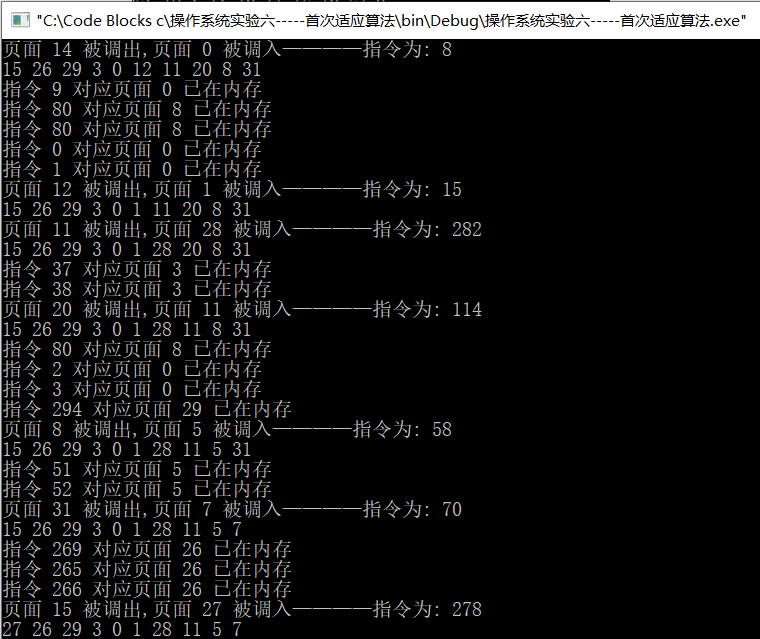 "C:\Code Blocks c\操作系统实验六-----首次适应算法\bin\Debug\操作系统实验六-----首次适应算法.exe"
页面 14 被调出,页面 0 被调入————指令为: 8
15 26 29 3 0 12 11 20 8 31
指令 9 对应页面 0 已在内存
指令 80 对应页面 8 已在内存
指令 80 对应页面 8 已在内存
指令 0 对应页面 0 已在内存
指令 1 对应页面 0 已在内存
页面 12 被调出,页面 1 被调入————指令为: 15
15 26 29 3 0 1 11 20 8 31
页面 11 被调出,页面 28 被调入————指令为: 282
15 26 29 3 0 1 28 20 8 31
指令 37 对应页面 3 已在内存
指令 38 对应页面 3 已在内存
页面 20 被调出,页面 11 被调入————指令为: 114
15 26 29 3 0 1 28 11 8 31
指令 80 对应页面 8 已在内存
指令 2 对应页面 0 已在内存
指令 3 对应页面 0 已在内存
指令 294 对应页面 29 已在内存
页面 8 被调出,页面 5 被调入————指令为: 58
15 26 29 3 0 1 28 11 5 31
指令 51 对应页面 5 已在内存
指令 52 对应页面 5 已在内存
页面 31 被调出,页面 7 被调入————指令为: 70
15 26 29 3 0 1 28 11 5 7
指令 269 对应页面 26 已在内存
指令 265 对应页面 26 已在内存
指令 266 对应页面 26 已在内存
页面 15 被调出,页面 27 被调入————指令为: 278
27 26 29 3 0 1 28 11 5 7